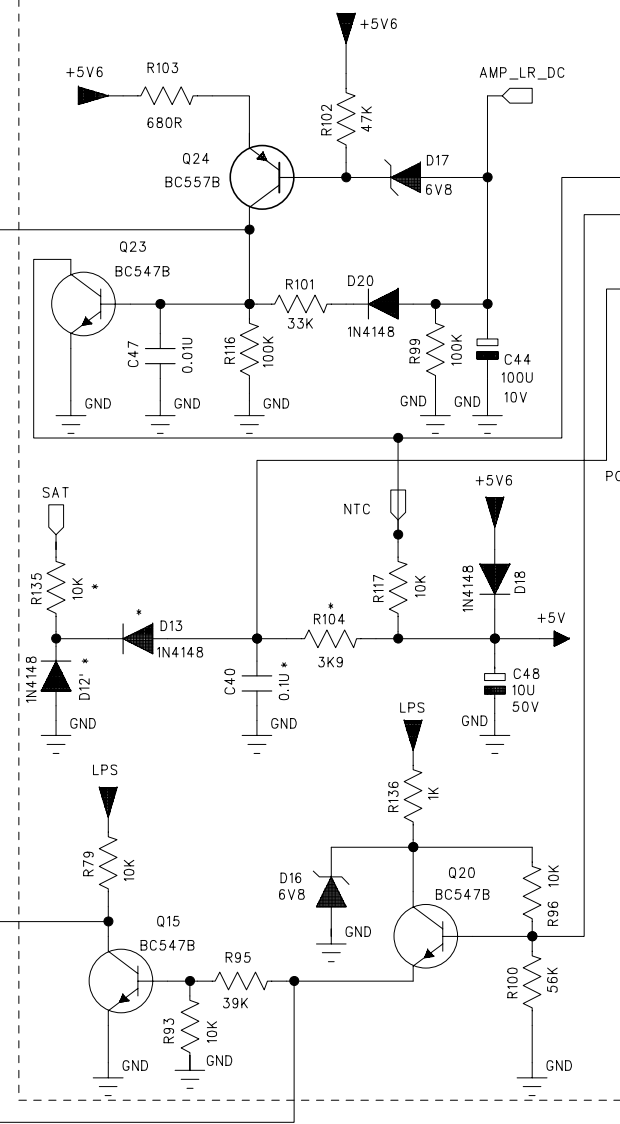 +5V6
+5V6
R103
680R
R102
47K
AMP_LR_DC
Q24
BC557B
D17
6V8
Q23
BC547B
R101
33K
D20
1N4148
C47
0.01U
R116
100K
R99
100K
C44
100U
10V
GND
GND
GND
GND
GND
SAT
NTC
+5V6
PO
R135
10K
*
R117
10K
1N4148
D18
*
D13
1N4148
*
R104
3K9
+5V
1N4148
D12'
*
C40
0.1U
*
C48
10U
50V
GND
GND
GND
LPS
LPS
R136
1K
R79
10K
D16
6V8
Q20
BC547B
10K
R96
GND
Q15
BC547B
R95
39K
R100
56K
R93
10K
GND
GND
GND